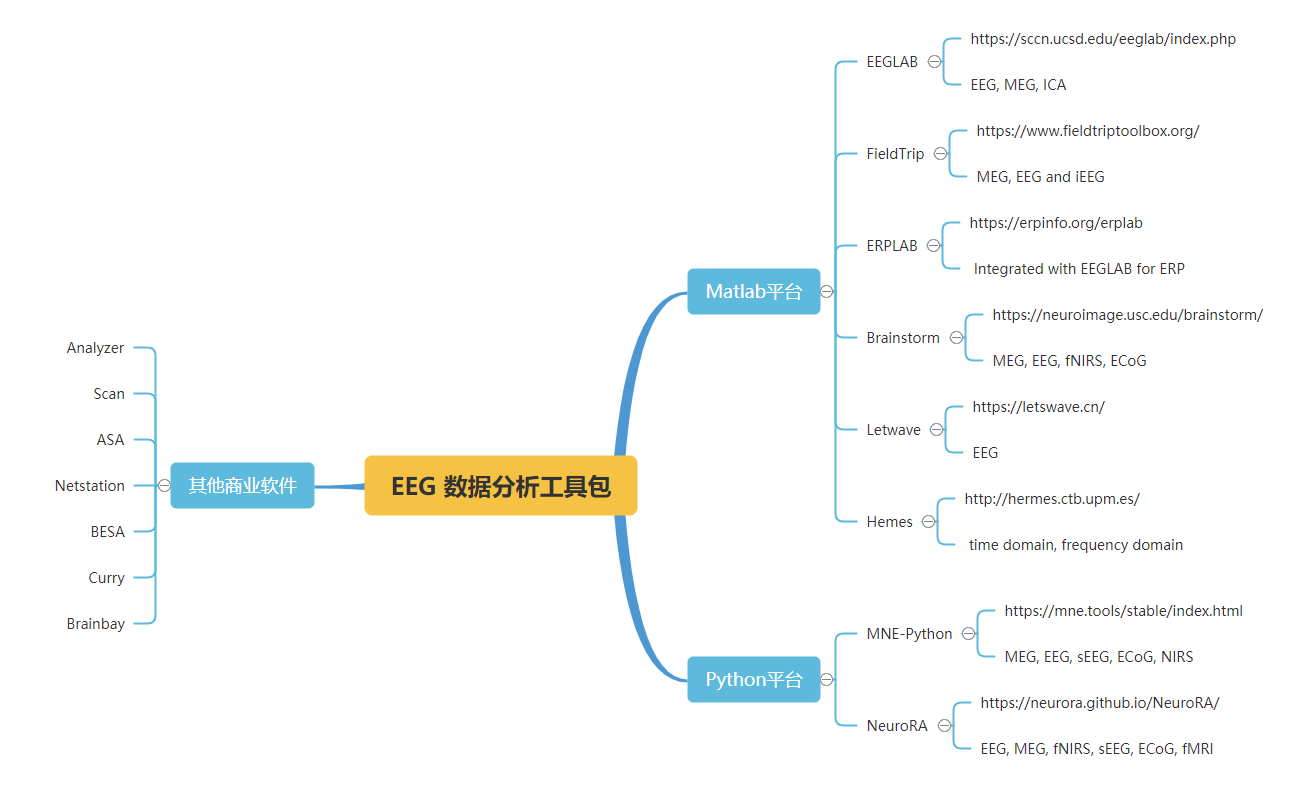 EEG 数据分析工具包
Matlab平台
EEGLAB
https://sccn.ucsd.edu/eeglab/index.php
EEG, MEG, ICA
FieldTrip
https://www.fieldtriptoolbox.org/
MEG, EEG and iEEG
ERPLAB
https://erpinfo.org/erplab
Integrated with EEGLAB for ERP
Brainstorm
https://neuroimage.usc.edu/brainstorm/
MEG, EEG, fNIRS, ECoG
Letwave
https://letswave.cn/
EEG
Hemes
http://hermes.ctb.upm.es/
time domain, frequency domain
Python平台
MNE-Python
https://mne.tools/stable/index.html
MEG, EEG, sEEG, ECoG, NIRS
NeuroRA
https://neurora.github.io/NeuroRA/
EEG, MEG, fNIRS, sEEG, ECoG, fMRI
其他商业软件
Analyzer
Scan
ASA
Netstation
BESA
Curry
Brainbay